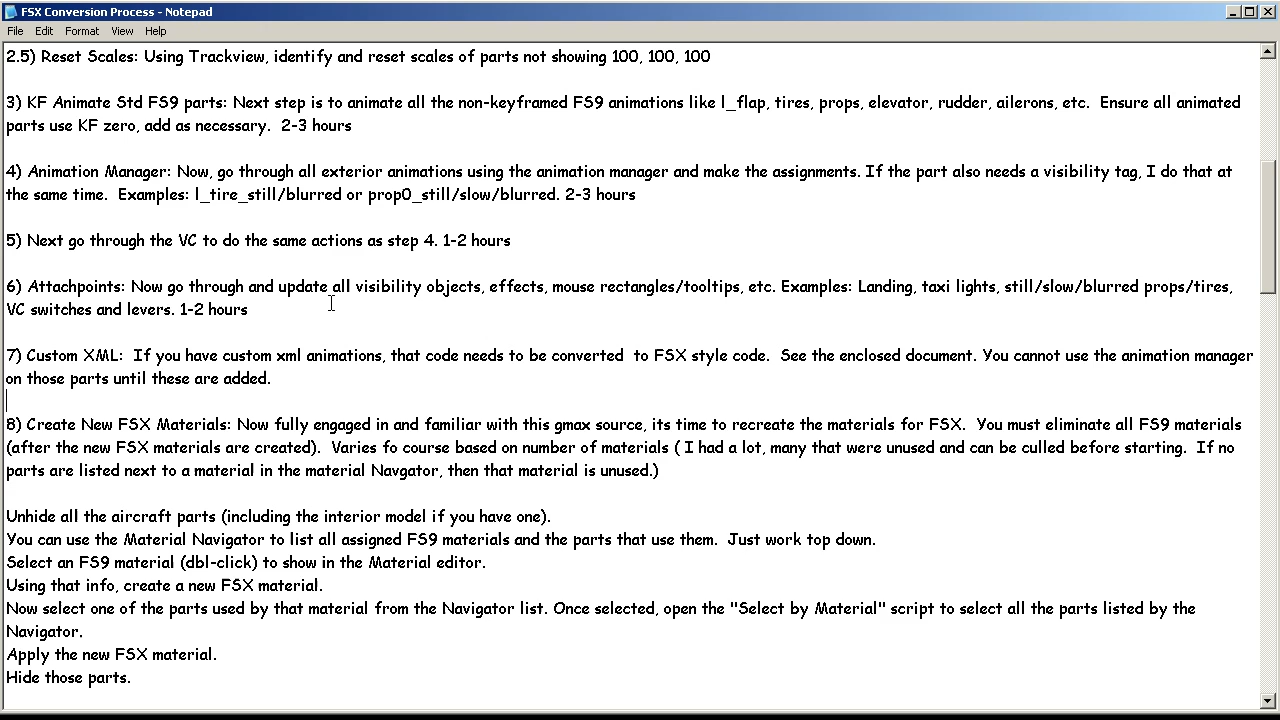 FSX Conversion Process - Notepad
File Edit Format View Help
2.5) Reset Scales: Using Trackview, identify and reset scales of parts not showing 100, 100, 100
3) KF Animate Std FS9 parts: Next step is to animate all the non-keyframed FS9 animations like l_flap, tires, props, elevator, rudder, ailerons, etc.  Ensure all animated
parts use KF zero, add as necessary.  2-3 hours
4) Animation Manager: Now, go through all exterior animations using the animation manager and make the assignments. If the part also needs a visibility tag, I do that at
the same time.  Examples: l_tire_still/blurred or prop0_still/slow/blurred. 2-3 hours
5) Next go through the VC to do the same actions as step 4. 1-2 hours
6) Attachpoints: Now go through and update all visibility objects, effects, mouse rectangles/tooltips, etc. Examples: Landing, taxi lights, still/slow/blurred props/tires,
VC switches and levers. 1-2 hours
7) Custom XML:  If you have custom xml animations, that code needs to be converted  to FSX style code.  See the enclosed document. You cannot use the animation manager
on those parts until these are added.
8) Create New FSX Materials: Now fully engaged in and familiar with this gmax source, its time to recreate the materials for FSX.  You must eliminate all FS9 materials
(after the new FSX materials are created).  Varies fo course based on number of materials ( I had a lot, many that were unused and can be culled before starting.  If no
parts are listed next to a material in the material Navgator, then that material is unused.)
Unhide all the aircraft parts (including the interior model if you have one).
You can use the Material Navigator to list all assigned FS9 materials and the parts that use them.  Just work top down.
Select an FS9 material (dbl-click) to show in the Material editor.
Using that info, create a new FSX material.
Now select one of the parts used by that material from the Navigator list. Once selected, open the "Select by Material" script to select all the parts listed by the
Navigator.
Apply the new FSX material.
Hide those parts.